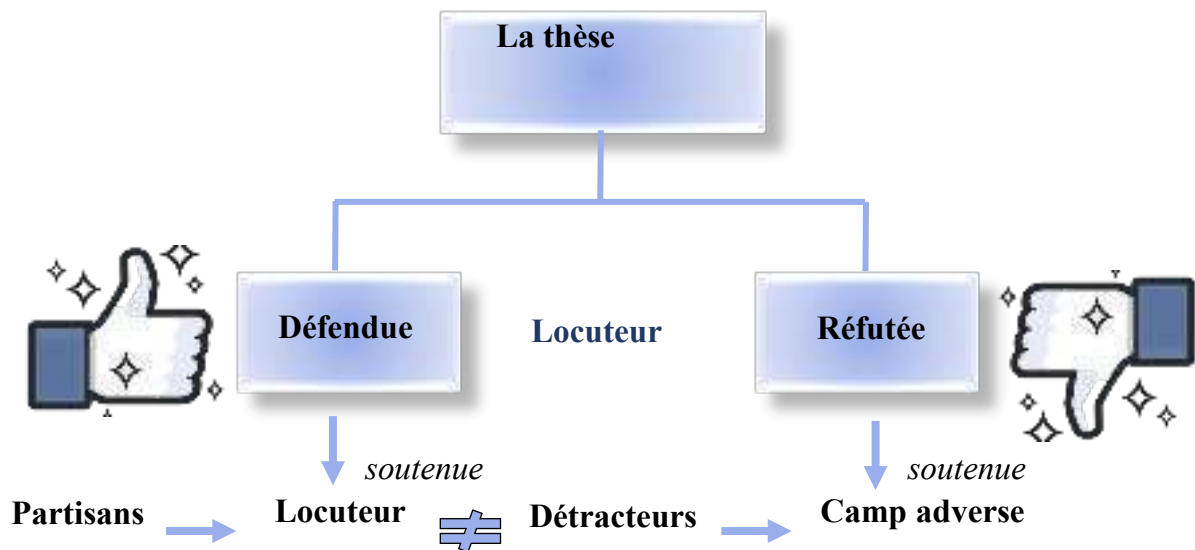 La thèse
Défendue
Locuteur
Réfutée
soutenue
soutenue
Partisans
Locuteur
Détracteurs
Camp adverse